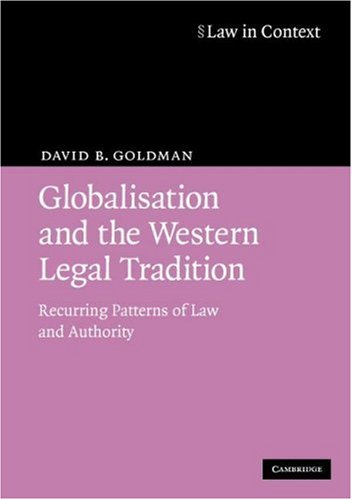 §Law in Context
DAVID B. GOLDMAN
Globalisation
and the Western
Legal Tradition
Recurring Patterns of Law
and Authority
CAMBRIDGE